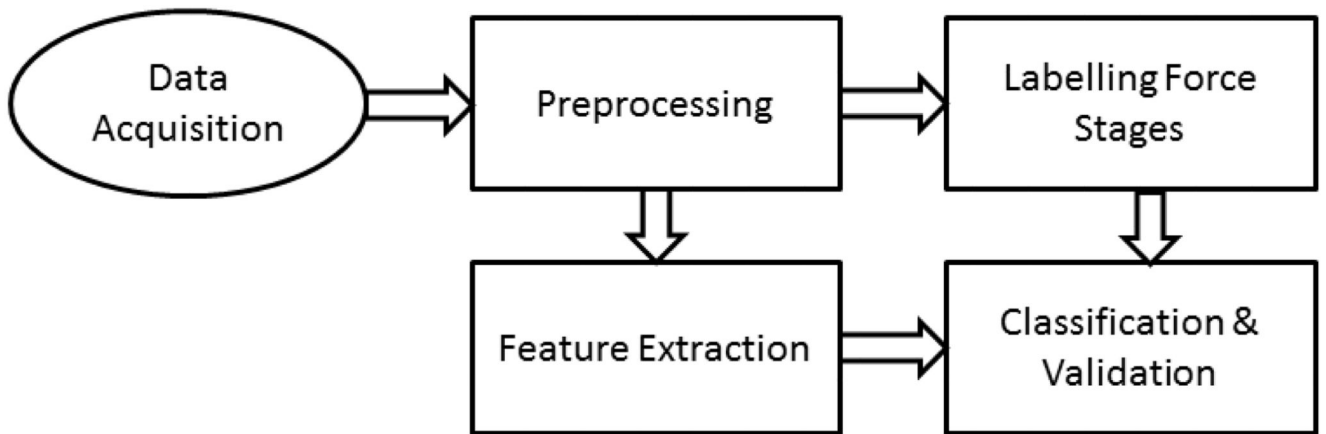 Data
Acquisition
Preprocessing
Labelling Force
Stages
Feature Extraction
Classification &
Validation